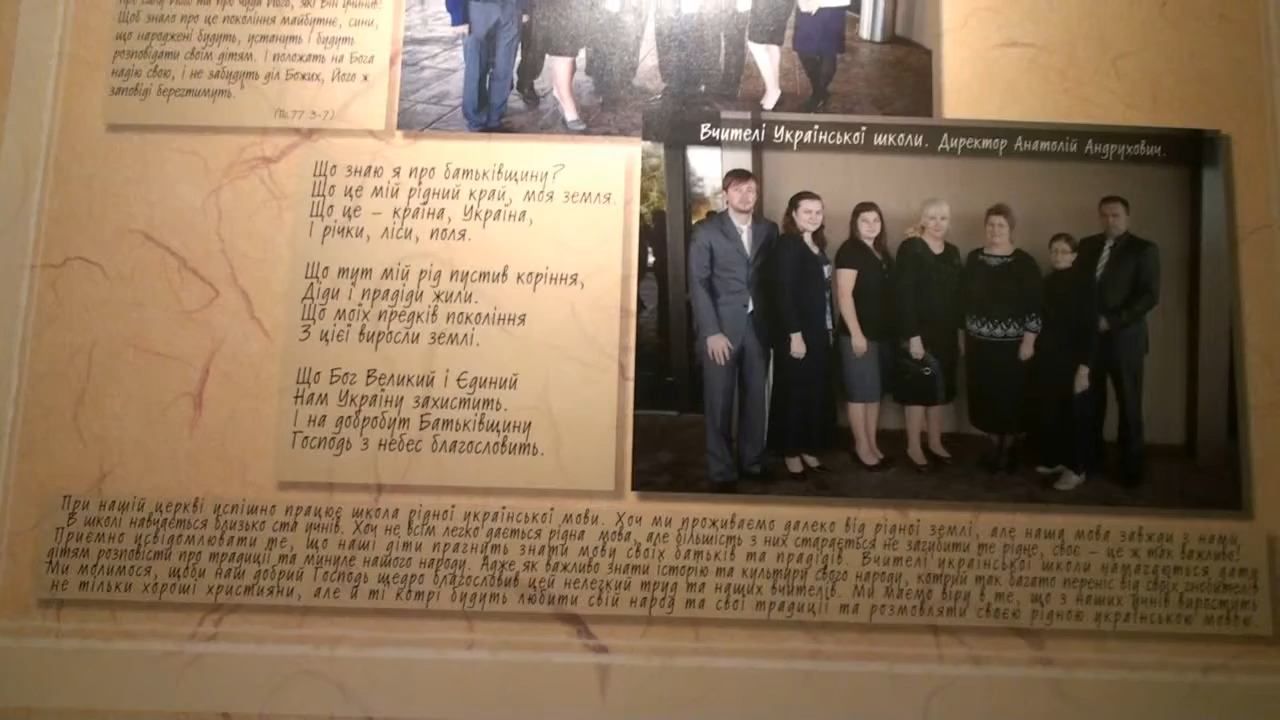 Щоб знало про це покоління майбутнє, сини,
що народжені будуть, устануть і будуть
розповідати своїм дітям. І положать на Бога
надію свою, і не забудуть діл Божих, Його ж
заповіді берегтимуть."
(Пс.77:3-7)
Вчителі Української школи. Директор Анатолій Андрухович.
Що знаю я про батьківщину?
Що це мій рідний край, моя земля.
Що це – країна, Україна,
І річки, ліси, поля.
Що тут мій рід пустив коріння,
Діди і прадіди жили.
Що моїх предків покоління
З цієї виросли землі.
Що Бог Великий і Єдиний
Нам Україну захистить.
І на добробут Батьківщину
Господь з небес благословить.
При нашій церкві успішно працює школа рідної української мови. Хоч ми проживаємо далеко від рідної землі, але наша мова завжди з нами.
В школі навчається близько ста учнів. Хоч не всім легко дається рідна мова, але більшість з них старається не загубити те рідне, своє – це ж так важливо!
Приємно усвідомлювати те, що наші діти прагнуть знати мову своїх батьків та прадідів. Вчителі української школи намагаються дати
дітям розповісти про традиції та минуле нашого народу. Адже як важливо знати історію та культуру свого народу, котрий так багато переніс від своїх гнобителів
Ми молимося, щоби наш добрий Господь щедро благословив цей нелегкий труд та наших вчителів. Ми маємо віру в те, що з наших учнів виростуть
не тільки хороші християни, але й ті котрі будуть любити свій народ та свої традиції та розмовляти своєю рідною українською мовою.